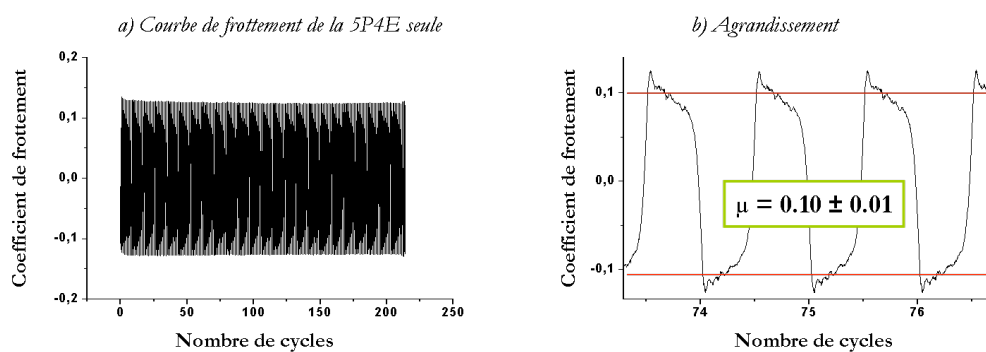 a) Courbe de frottement de la 5P4E seule
Coefficient de frottement
0,2
0,1
0,0
-0,1
-0,2
0 50 100 150 200 250
Nombre de cycles
b) Agrandissement
Coefficient de frottement
0,1
0,0
-0,1
μ = 0.10 ± 0.01
74 75 76
Nombre de cycles